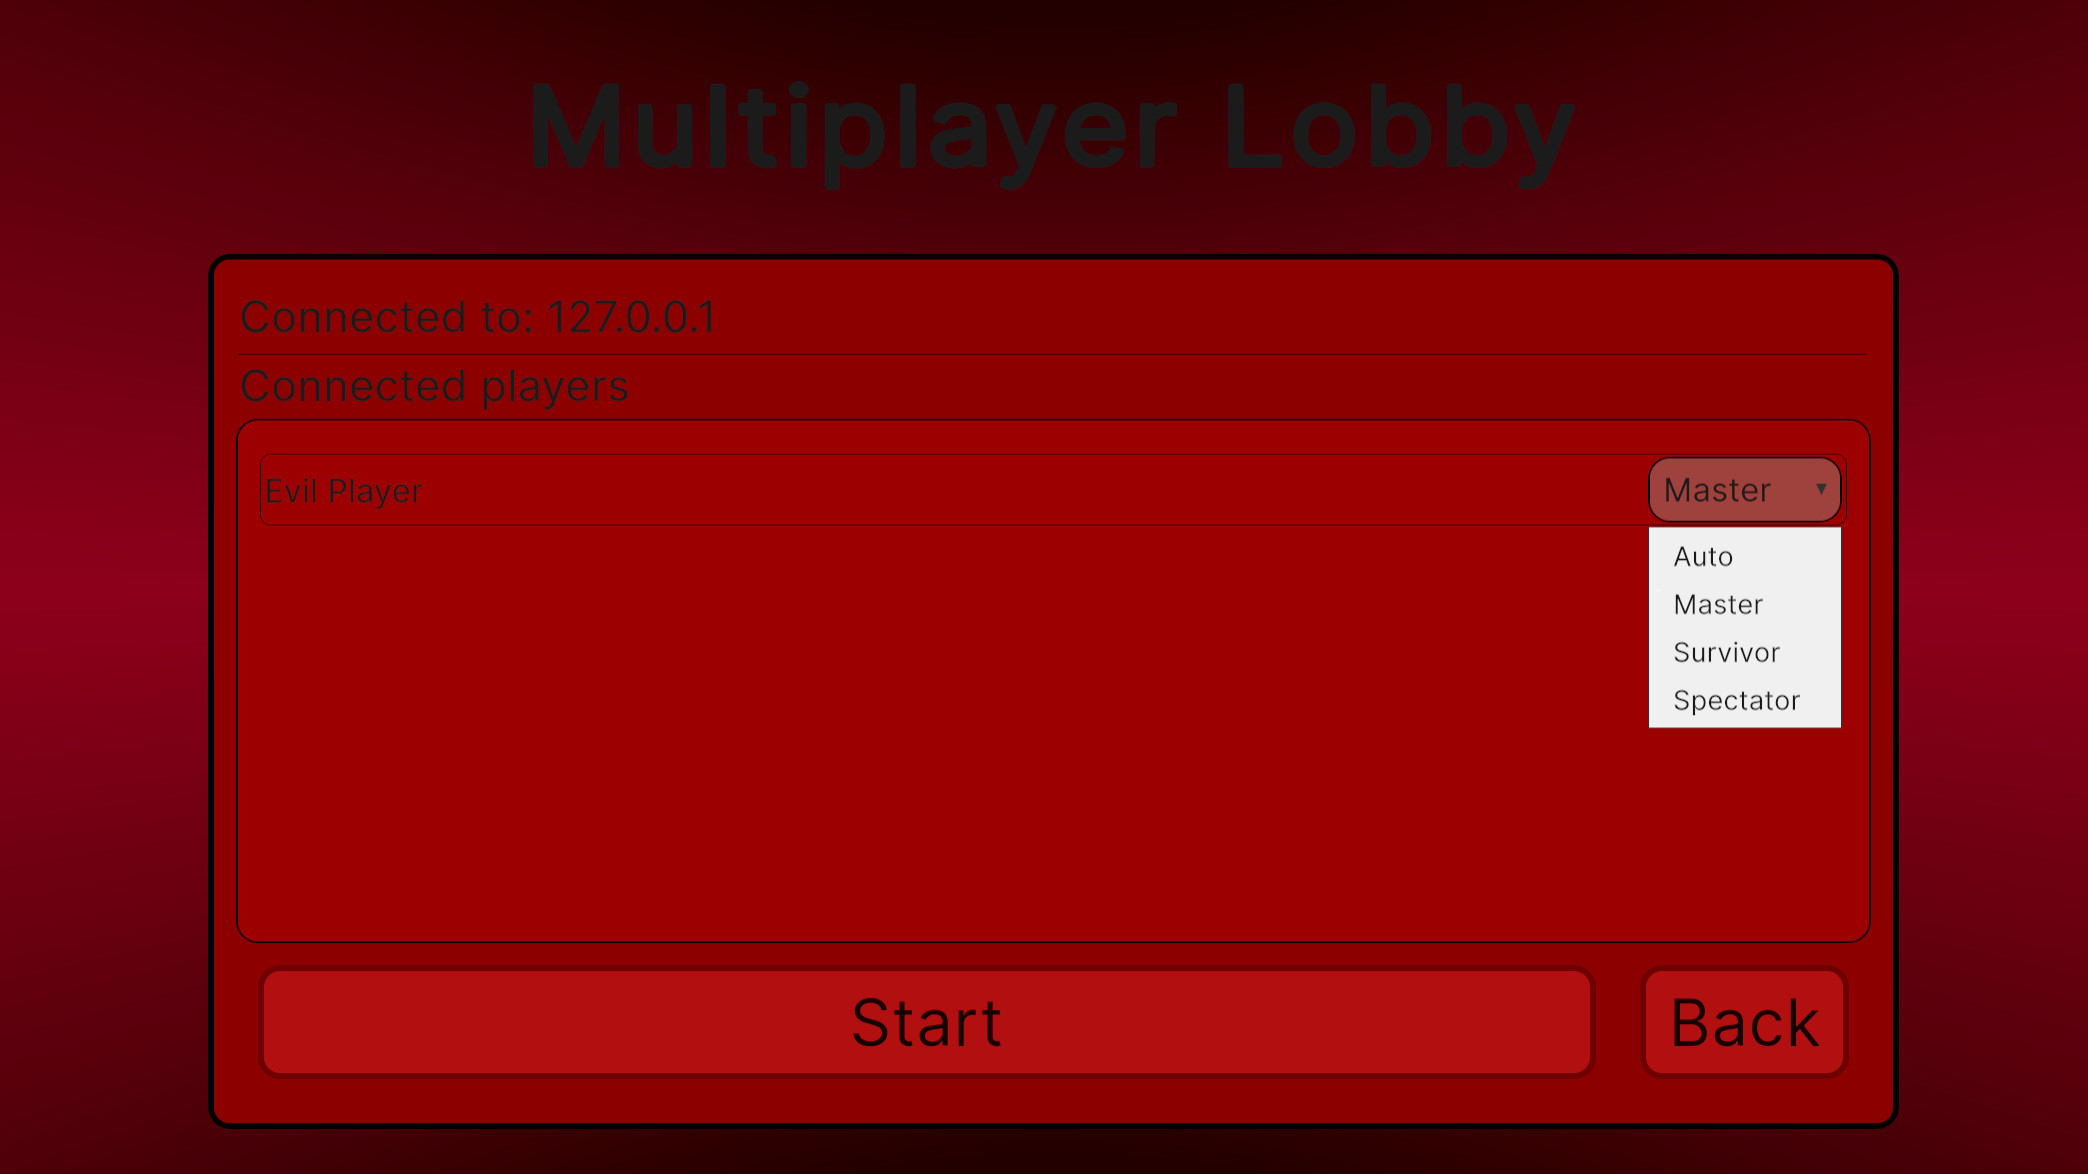 Multiplayer Lobby
Connected to: 127.0.0.1
Connected players
Evil Player
Master
Auto
Master
Survivor
Spectator
Start
Back